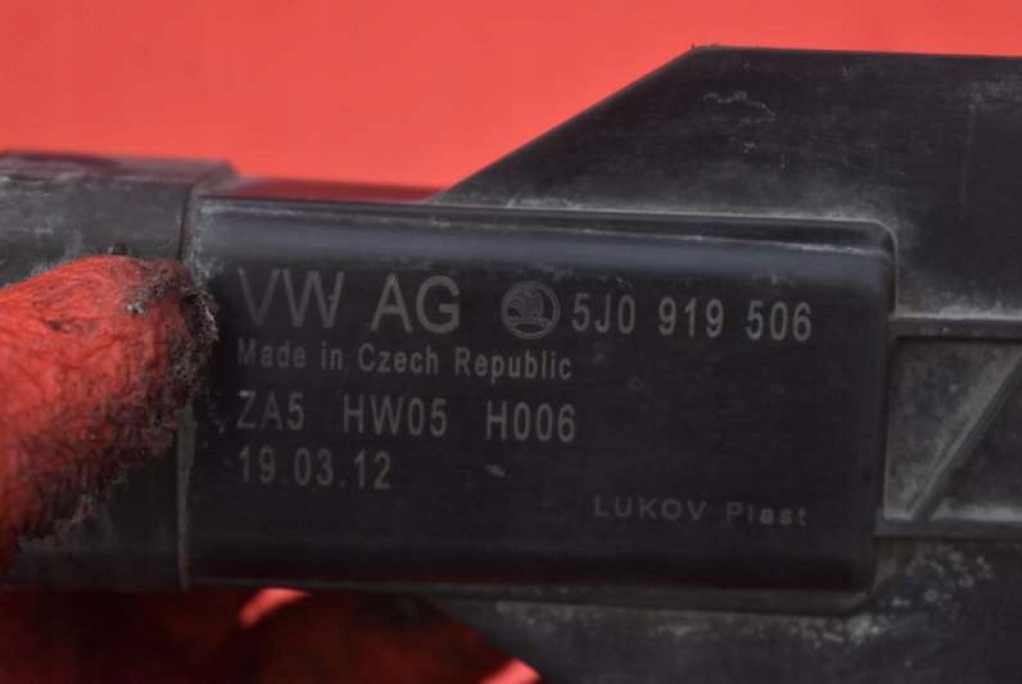 VW AG 5J0 919 506
Made in Czech Republic
ZA5 HW05 H006
19.03.12
LUKOV Plast